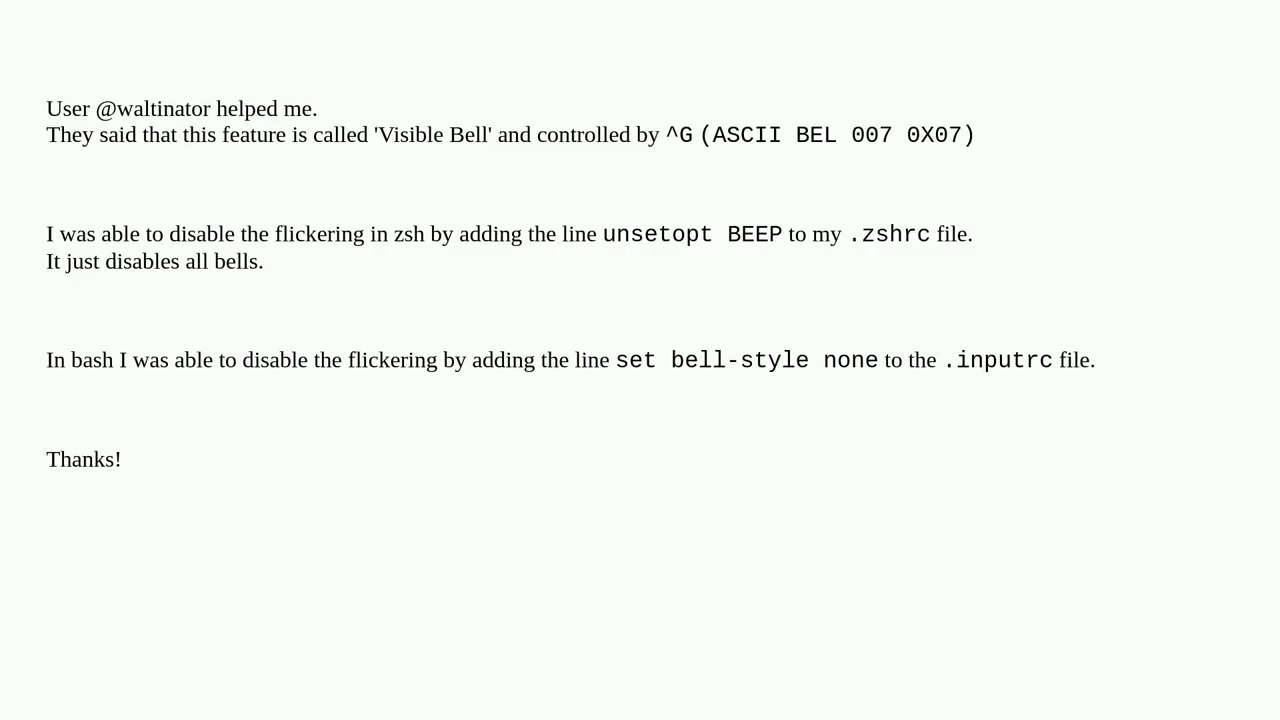 User @waltinator helped me.
They said that this feature is called 'Visible Bell' and controlled by ^G (ASCII BEL 007 0X07)
I was able to disable the flickering in zsh by adding the line unsetopt BEEP to my .zshrc file.
It just disables all bells.
In bash I was able to disable the flickering by adding the line set bell-style none to the .inputrc file.
Thanks!